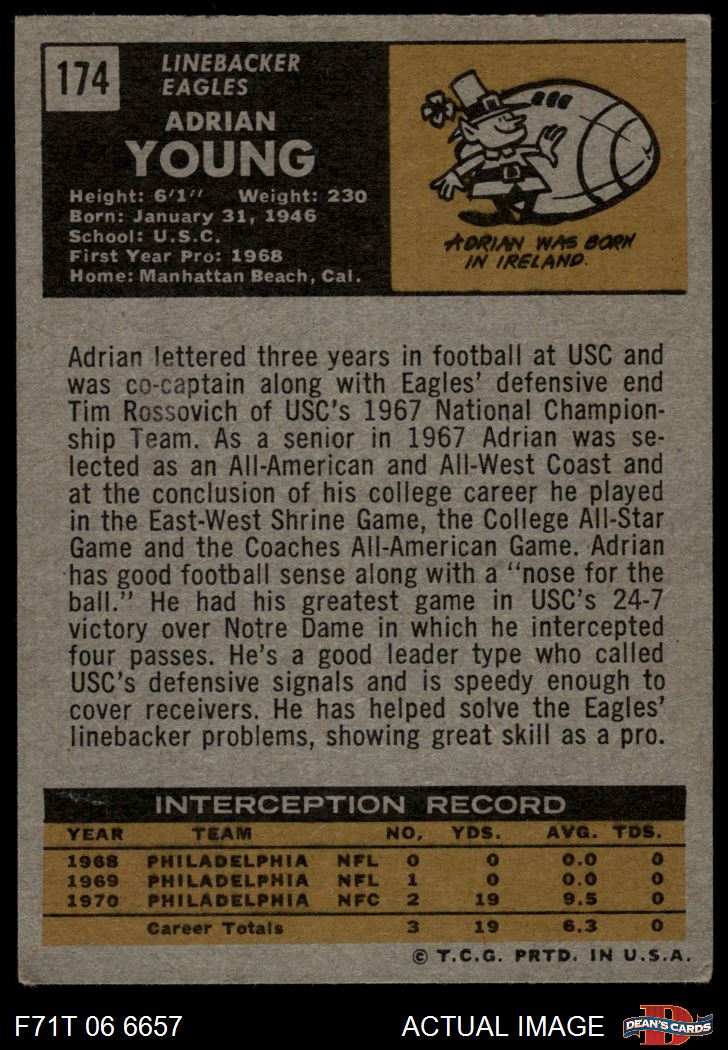 174
LINEBACKER
EAGLES
ADRIAN
YOUNG
Height: 6'1" Weight: 230
Born: January 31, 1946
School: U.S.C.
First Year Pro: 1968
Home: Manhattan Beach, Cal.
ADRIAN WAS BORN
IN IRELAND.
Adrian lettered three years in football at USC and
was co-captain along with Eagles' defensive end
Tim Rossovich of USC's 1967 National Champion-
ship Team. As a senior in 1967 Adrian was se-
lected as an All-American and All-West Coast and
at the conclusion of his college career he played
in the East-West Shrine Game, the College All-Star
Game and the Coaches All-American Game. Adrian
has good football sense along with a "nose for the
ball." He had his greatest game in USC's 24-7
victory over Notre Dame in which he intercepted
four passes. He's a good leader type who called
USC's defensive signals and is speedy enough to
cover receivers. He has helped solve the Eagles'
linebacker problems, showing great skill as a pro.
INTERCEPTION RECORD
YEAR TEAM NO. YDS. AVG. TDS.
1968 PHILADELPHIA NFL 0 0 0.0 0
1969 PHILADELPHIA NFL 1 0 0.0 0
1970 PHILADELPHIA NFC 2 19 9.5 0
Career Totals 3 19 6.3 0
© T.C.G. PRTD. IN U.S.A.
F71T 06 6657 ACTUAL IMAGE D DEAN'S CARDS